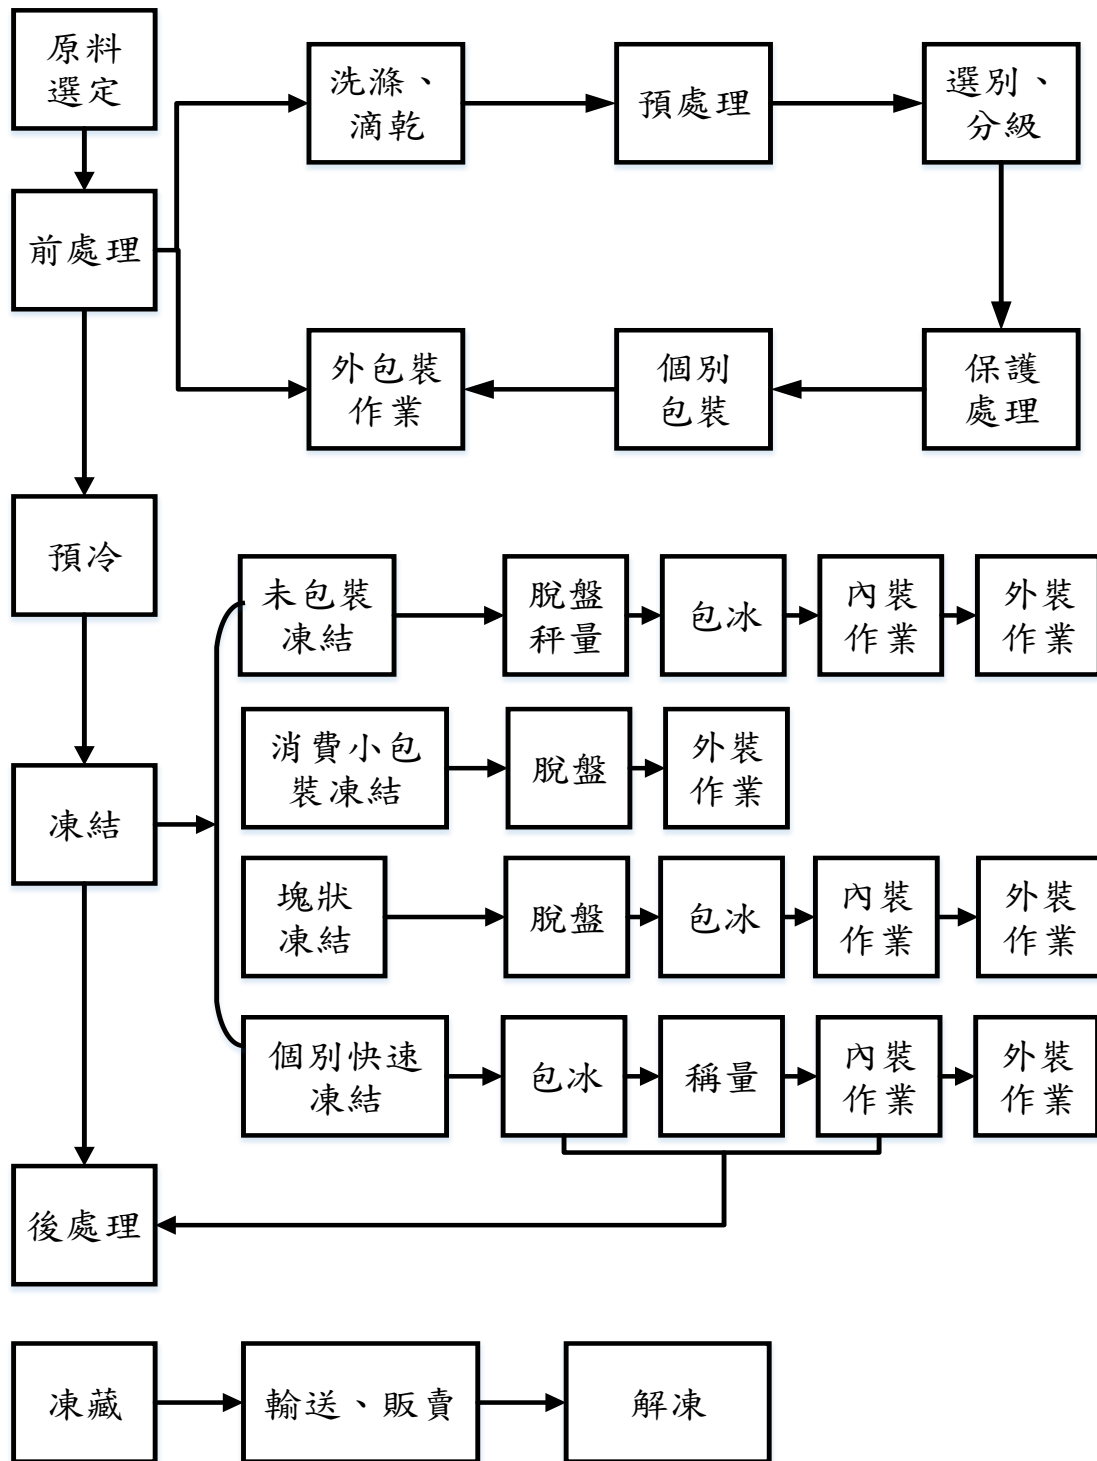 原料
選定
洗滌、
滴乾
預處理
選別、
分級
前處理
外包裝
作業
個別
包裝
保護
處理
預冷
未包裝
凍結
脫盤
秤量
包冰
內裝
作業
外裝
作業
消費小包
裝凍結
脫盤
外裝
作業
凍結
塊狀
凍結
脫盤
包冰
內裝
作業
外裝
作業
個別快速
凍結
包冰
稱量
內裝
作業
外裝
作業
後處理
凍藏
輸送、販賣
解凍